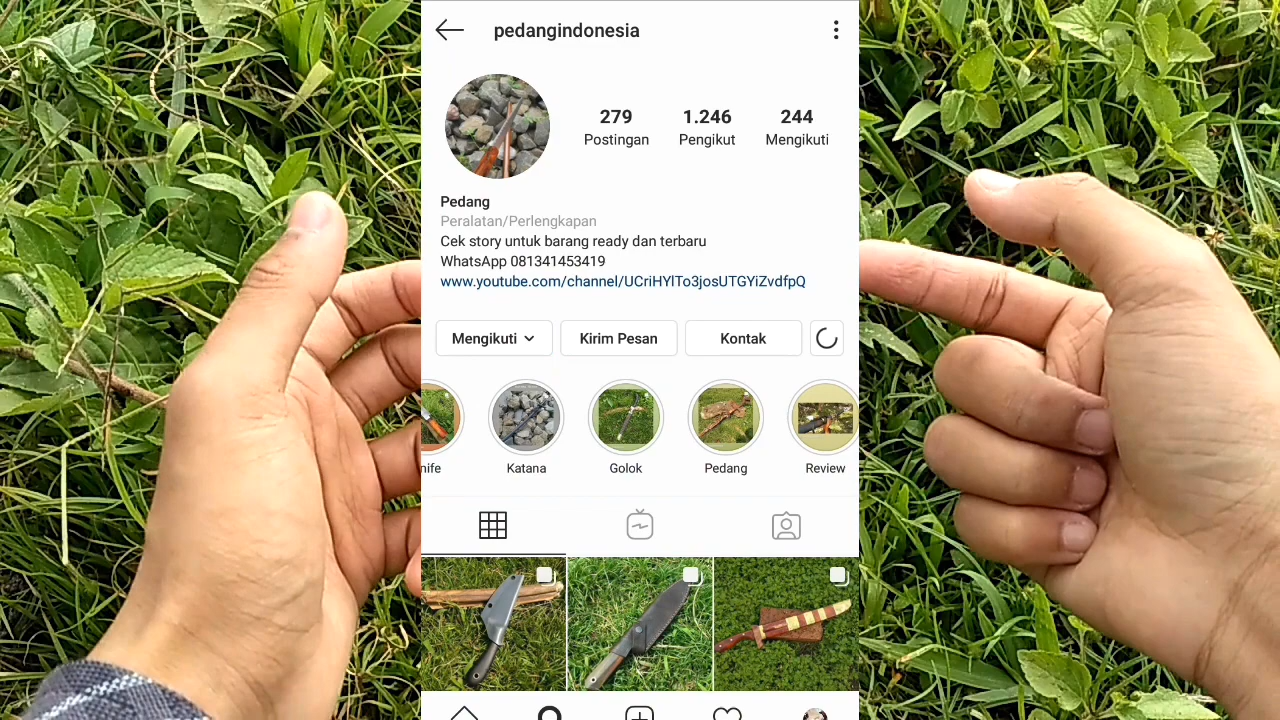 pedangindonesia
279 1.246 244
Postingan Pengikut Mengikuti
Pedang
Peralatan/Perlengkapan
Cek story untuk barang ready dan terbaru
WhatsApp 081341453419
www.youtube.com/channel/UCriHYlTo3josUTGYiZvdfpQ
Mengikuti Kirim Pesan Kontak
nife Katana Golok Pedang Review